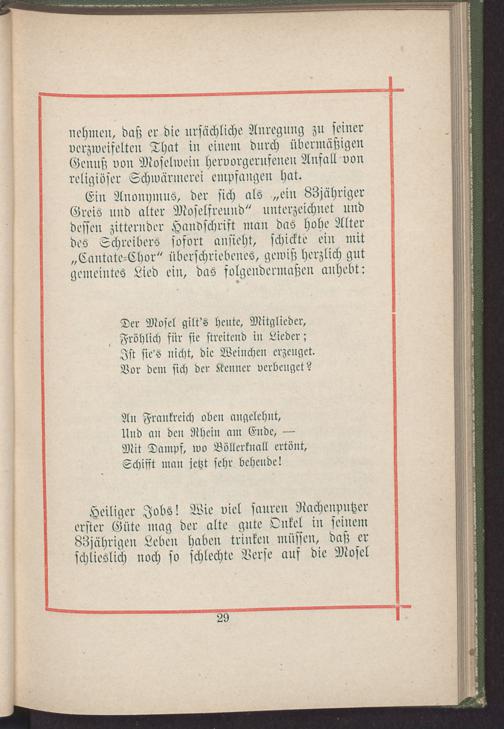 nehmen, daß er die ursächliche Anregung zu seiner
verzweifelten That in einem durch übermäßigen
Genuß von Moselwein hervorgerufenen Anfall von
religiöser Schwärmerei empfangen hat.
Ein Anonymus, der sich als „ein 83jähriger
Greis und alter Moselfreund“ unterzeichnet und
dessen zitternder Handschrift man das hohe Alter
des Schreibers sofort ansieht, schickte ein mit
„Cantate-Chor“ überschriebenes, gewiß herzlich gut
gemeintes Lied ein, das folgendermaßen anhebt:
Der Mosel gilt's heute, Mitglieder,
Fröhlich für sie streitend in Lieder;
Ist sie's nicht, die Weinchen erzeuget.
Vor dem sich der Kenner verbeuget?
An Frankreich oben angelehnt,
Und an den Rhein am Ende, —
Mit Dampf, wo Böllerknall ertönt,
Schifft man jetzt sehr behende!
Heiliger Jobs! Wie viel sauren Rachenputzer
erster Güte mag der alte gute Onkel in seinem
83jährigen Leben haben trinken müssen, daß er
schlieslich noch so schlechte Verse auf die Mosel
29